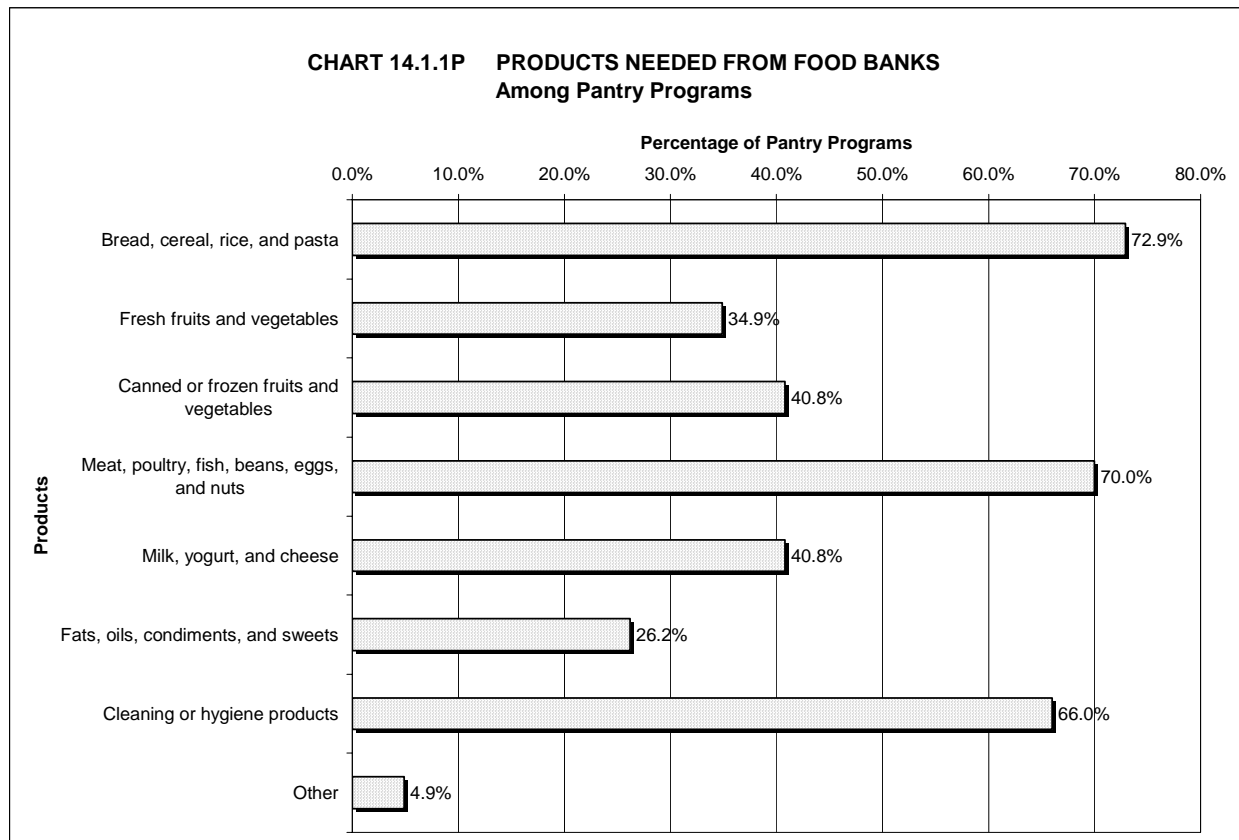 CHART 14.1.1P PRODUCTS NEEDED FROM FOOD BANKS
Among Pantry Programs
Percentage of Pantry Programs
0.0% 10.0% 20.0% 30.0% 40.0% 50.0% 60.0% 70.0% 80.0%
Products
Bread, cereal, rice, and pasta 72.9%
Fresh fruits and vegetables 34.9%
Canned or frozen fruits and
vegetables 40.8%
Meat, poultry, fish, beans, eggs,
and nuts 70.0%
Milk, yogurt, and cheese 40.8%
Fats, oils, condiments, and sweets 26.2%
Cleaning or hygiene products 66.0%
Other 4.9%